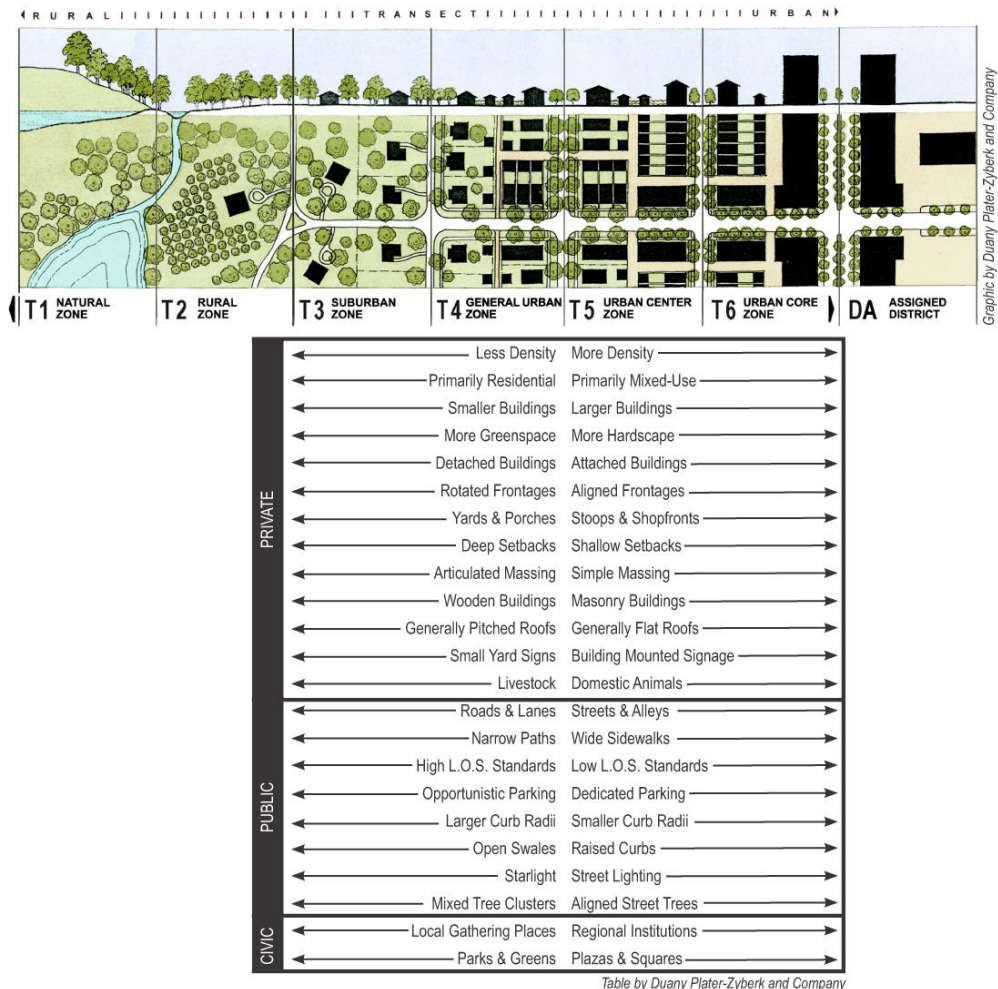 RURAL TRANSECT URBAN
T1 NATURAL ZONE
T2 RURAL ZONE
T3 SUBURBAN ZONE
T4 GENERAL URBAN ZONE
T5 URBAN CENTER ZONE
T6 URBAN CORE ZONE
DA ASSIGNED DISTRICT
Graphic by Duany Plater-Zyberk and Company
PRIVATE
Less Density More Density
Primarily Residential Primarily Mixed-Use
Smaller Buildings Larger Buildings
More Greenspace More Hardscape
Detached Buildings Attached Buildings
Rotated Frontages Aligned Frontages
Yards & Porches Stoops & Shopfronts
Deep Setbacks Shallow Setbacks
Articulated Massing Simple Massing
Wooden Buildings Masonry Buildings
Generally Pitched Roofs Generally Flat Roofs
Small Yard Signs Building Mounted Signage
Livestock Domestic Animals
PUBLIC
Roads & Lanes Streets & Alleys
Narrow Paths Wide Sidewalks
High L.O.S. Standards Low L.O.S. Standards
Opportunistic Parking Dedicated Parking
Larger Curb Radii Smaller Curb Radii
Open Swales Raised Curbs
Starlight Street Lighting
Mixed Tree Clusters Aligned Street Trees
CIVIC
Local Gathering Places Regional Institutions
Parks & Greens Plazas & Squares
Table by Duany Plater-Zyberk and Company